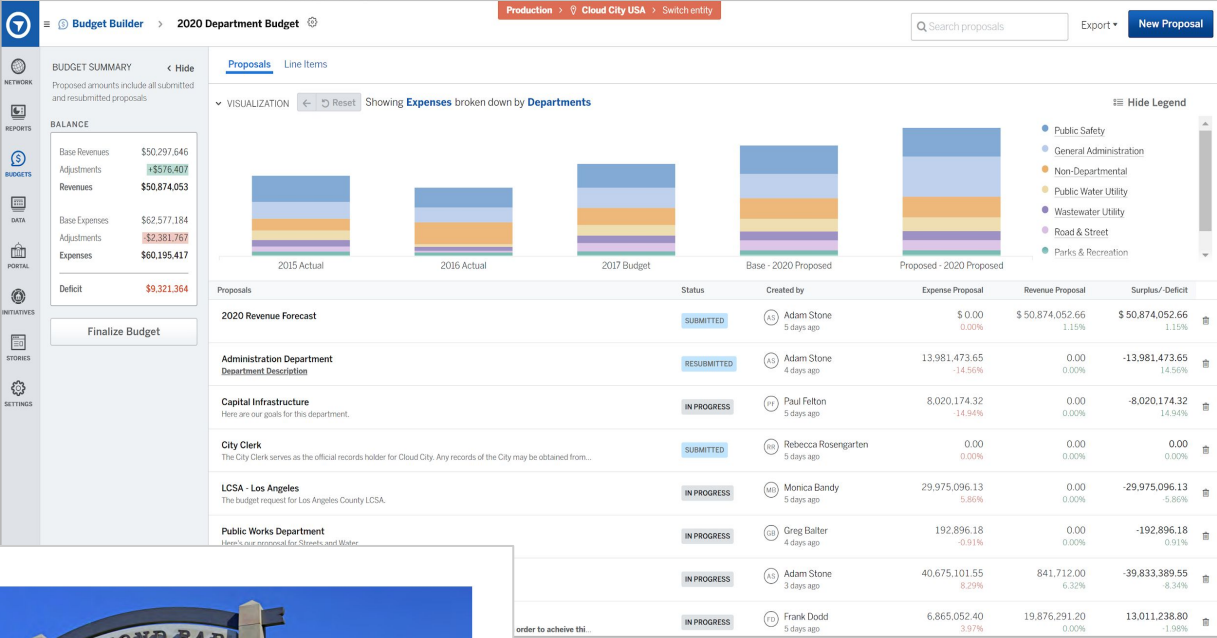 Production > Cloud City USA > Switch entity
Budget Builder > 2020 Department Budget
Search proposals
Export
New Proposal
NETWORK
REPORTS
BUDGETS
DATA
PORTAL
INITIATIVES
STORIES
SETTINGS
BUDGET SUMMARY < Hide
Proposed amounts include all submitted
and resubmitted proposals
BALANCE
Base Revenues $50,297,646
Adjustments +$576,407
Revenues $50,874,053
Base Expenses $62,577,184
Adjustments -$2,381,767
Expenses $60,195,417
Deficit $9,321,364
Finalize Budget
Proposals Line Items
VISUALIZATION Reset Showing Expenses broken down by Departments
Hide Legend
Public Safety
General Administration
Non-Departmental
Public Water Utility
Wastewater Utility
Road & Street
Parks & Recreation
2015 Actual 2016 Actual 2017 Budget Base - 2020 Proposed Proposed - 2020 Proposed
Proposals Status Created by Expense Proposal Revenue Proposal Surplus/-Deficit
2020 Revenue Forecast SUBMITTED AS Adam Stone $ 0.00 $ 50,874,052.66 $ 50,874,052.66
5 days ago 0.00% 1.15% 1.15%
Administration Department RESUBMITTED AS Adam Stone 13,981,473.65 0.00 -13,981,473.65
Department Description 4 days ago -14.56% 0.00% 14.56%
Capital Infrastructure IN PROGRESS PF Paul Felton 8,020,174.32 0.00 -8,020,174.32
Here are our goals for this department. 5 days ago -14.94% 0.00% 14.94%
City Clerk SUBMITTED RR Rebecca Rosengarten 0.00 0.00 0.00
The City Clerk serves as the official records holder for Cloud City. Any records of the City may be obtained from... 5 days ago 0.00% 0.00% 0.00%
LCSA - Los Angeles IN PROGRESS MB Monica Bandy 29,975,096.13 0.00 -29,975,096.13
The budget request for Los Angeles County LCSA. 5 days ago 5.86% 0.00% -5.86%
Public Works Department IN PROGRESS GB Greg Balter 192,896.18 0.00 -192,896.18
Here's our proposal for Streets and Water 4 days ago -0.91% 0.00% 0.91%
IN PROGRESS AS Adam Stone 40,675,101.55 841,712.00 -39,833,389.55
3 days ago 8.29% 6.32% -8.34%
IN PROGRESS FD Frank Dodd 6,865,052.40 19,876,291.20 13,011,238.80
order to acheive thi... 5 days ago 3.97% 0.00% -1.98%